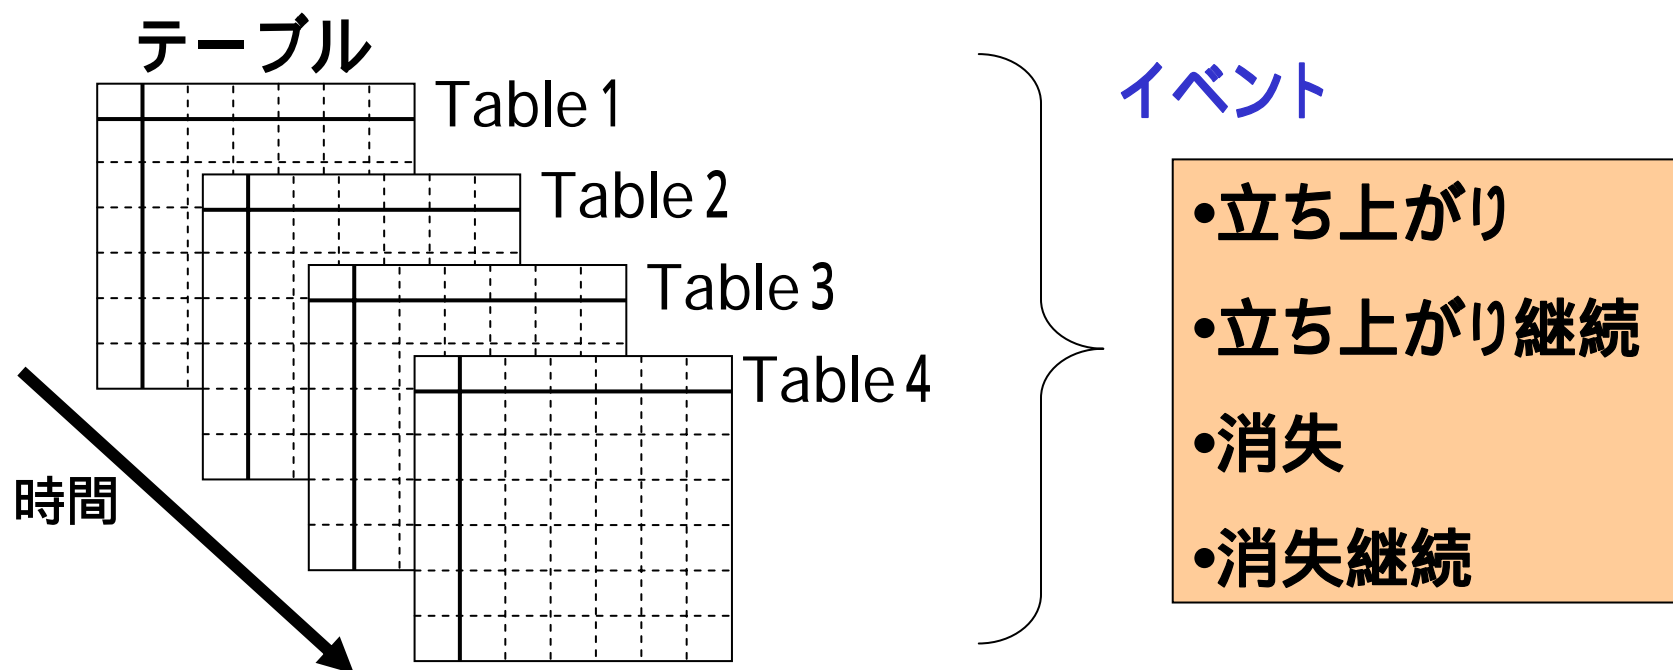 テーブル
Table 1
Table 2
Table 3
Table 4
時間
イベント
•立ち上がり
•立ち上がり継続
•消失
•消失継続